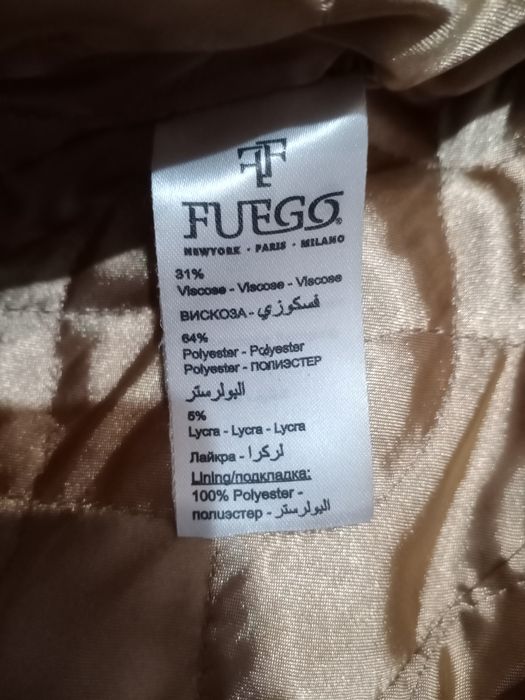 FUEGO®
NEWYORK · PARIS · MILANO
31%
Viscose - Viscose - Viscose
ВИСКОЗА - فسكوزي
64%
Polyester - Polyester
Polyester - ПОЛИЭСТЕР
البولرستر
5%
Lycra - Lycra - Lycra
Лайкра - لركرا
Lining/подкладка:
100% Polyester -
полиэстер - البولرستر